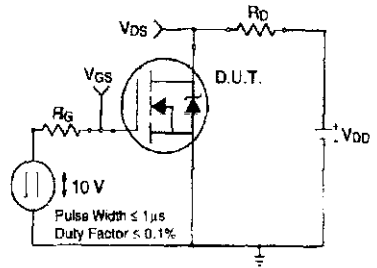 VDS
RD
VGS
D.U.T.
RG
VDD
10 V
Pulse Width ≤ 1µs
Duty Factor ≤ 0.1%